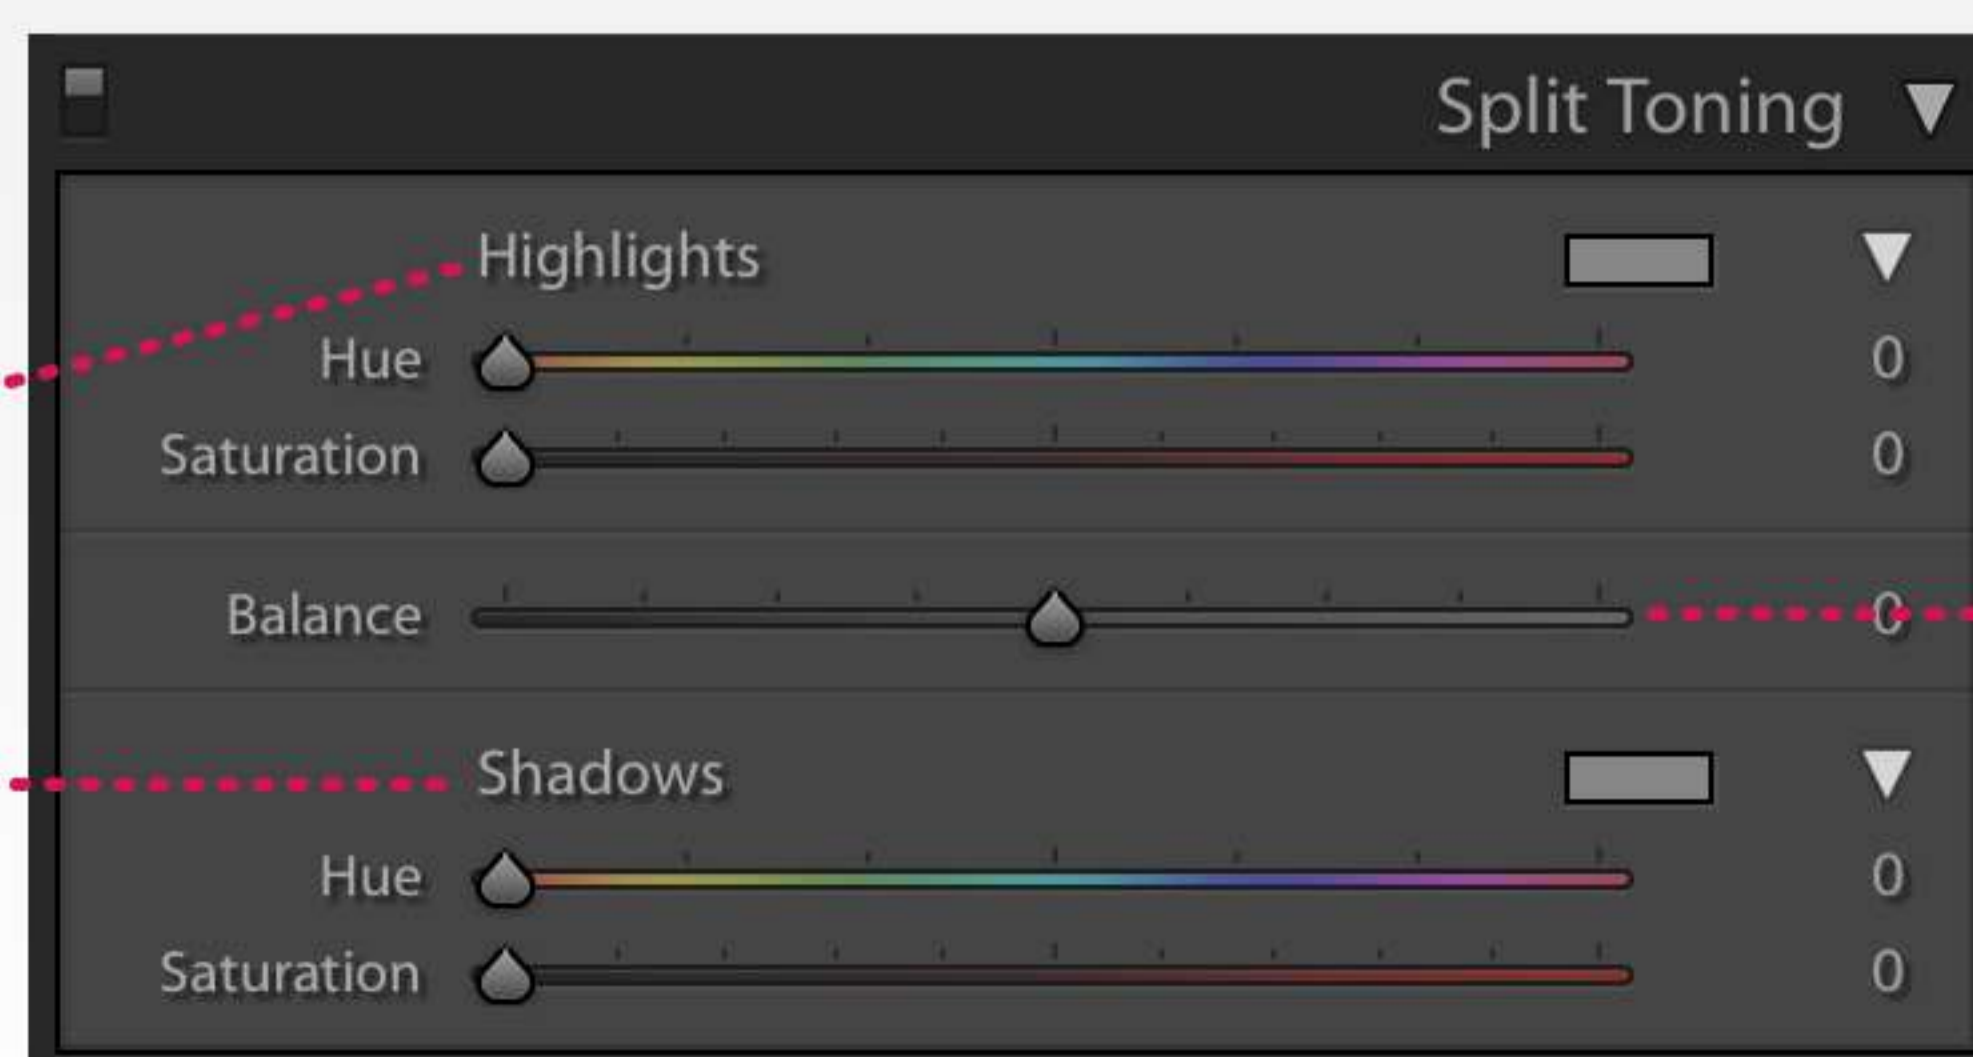 Split Toning
Highlights
Hue 0
Saturation 0
Balance 0
Shadows
Hue 0
Saturation 0